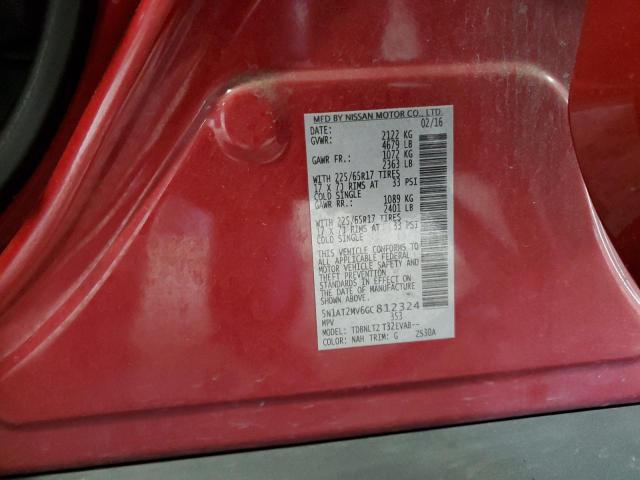 MFD BY NISSAN MOTOR CO., LTD.
DATE: 02/16
GVWR: 2122 KG
4679 LB
GAWR FR.: 1072 KG
2363 LB
WITH 225/65R17 TIRES
17 X 7J RIMS AT 33 PSI
COLD SINGLE
GAWR RR.: 1089 KG
2401 LB
WITH 225/65R17 TIRES
17 X 7J RIMS AT 33 PSI
COLD SINGLE
THIS VEHICLE CONFORMS TO
ALL APPLICABLE FEDERAL
MOTOR VEHICLE SAFETY AND
THEFT PREVENTION
STANDARDS IN EFFECT ON THE
DATE OF MANUFACTURE SHOWN ABOVE.
5N1AT2MV6GC812324
MPV 353
MODEL: TDBNLTZ T32EVAB--
COLOR: NAH TRIM: G ZS30A